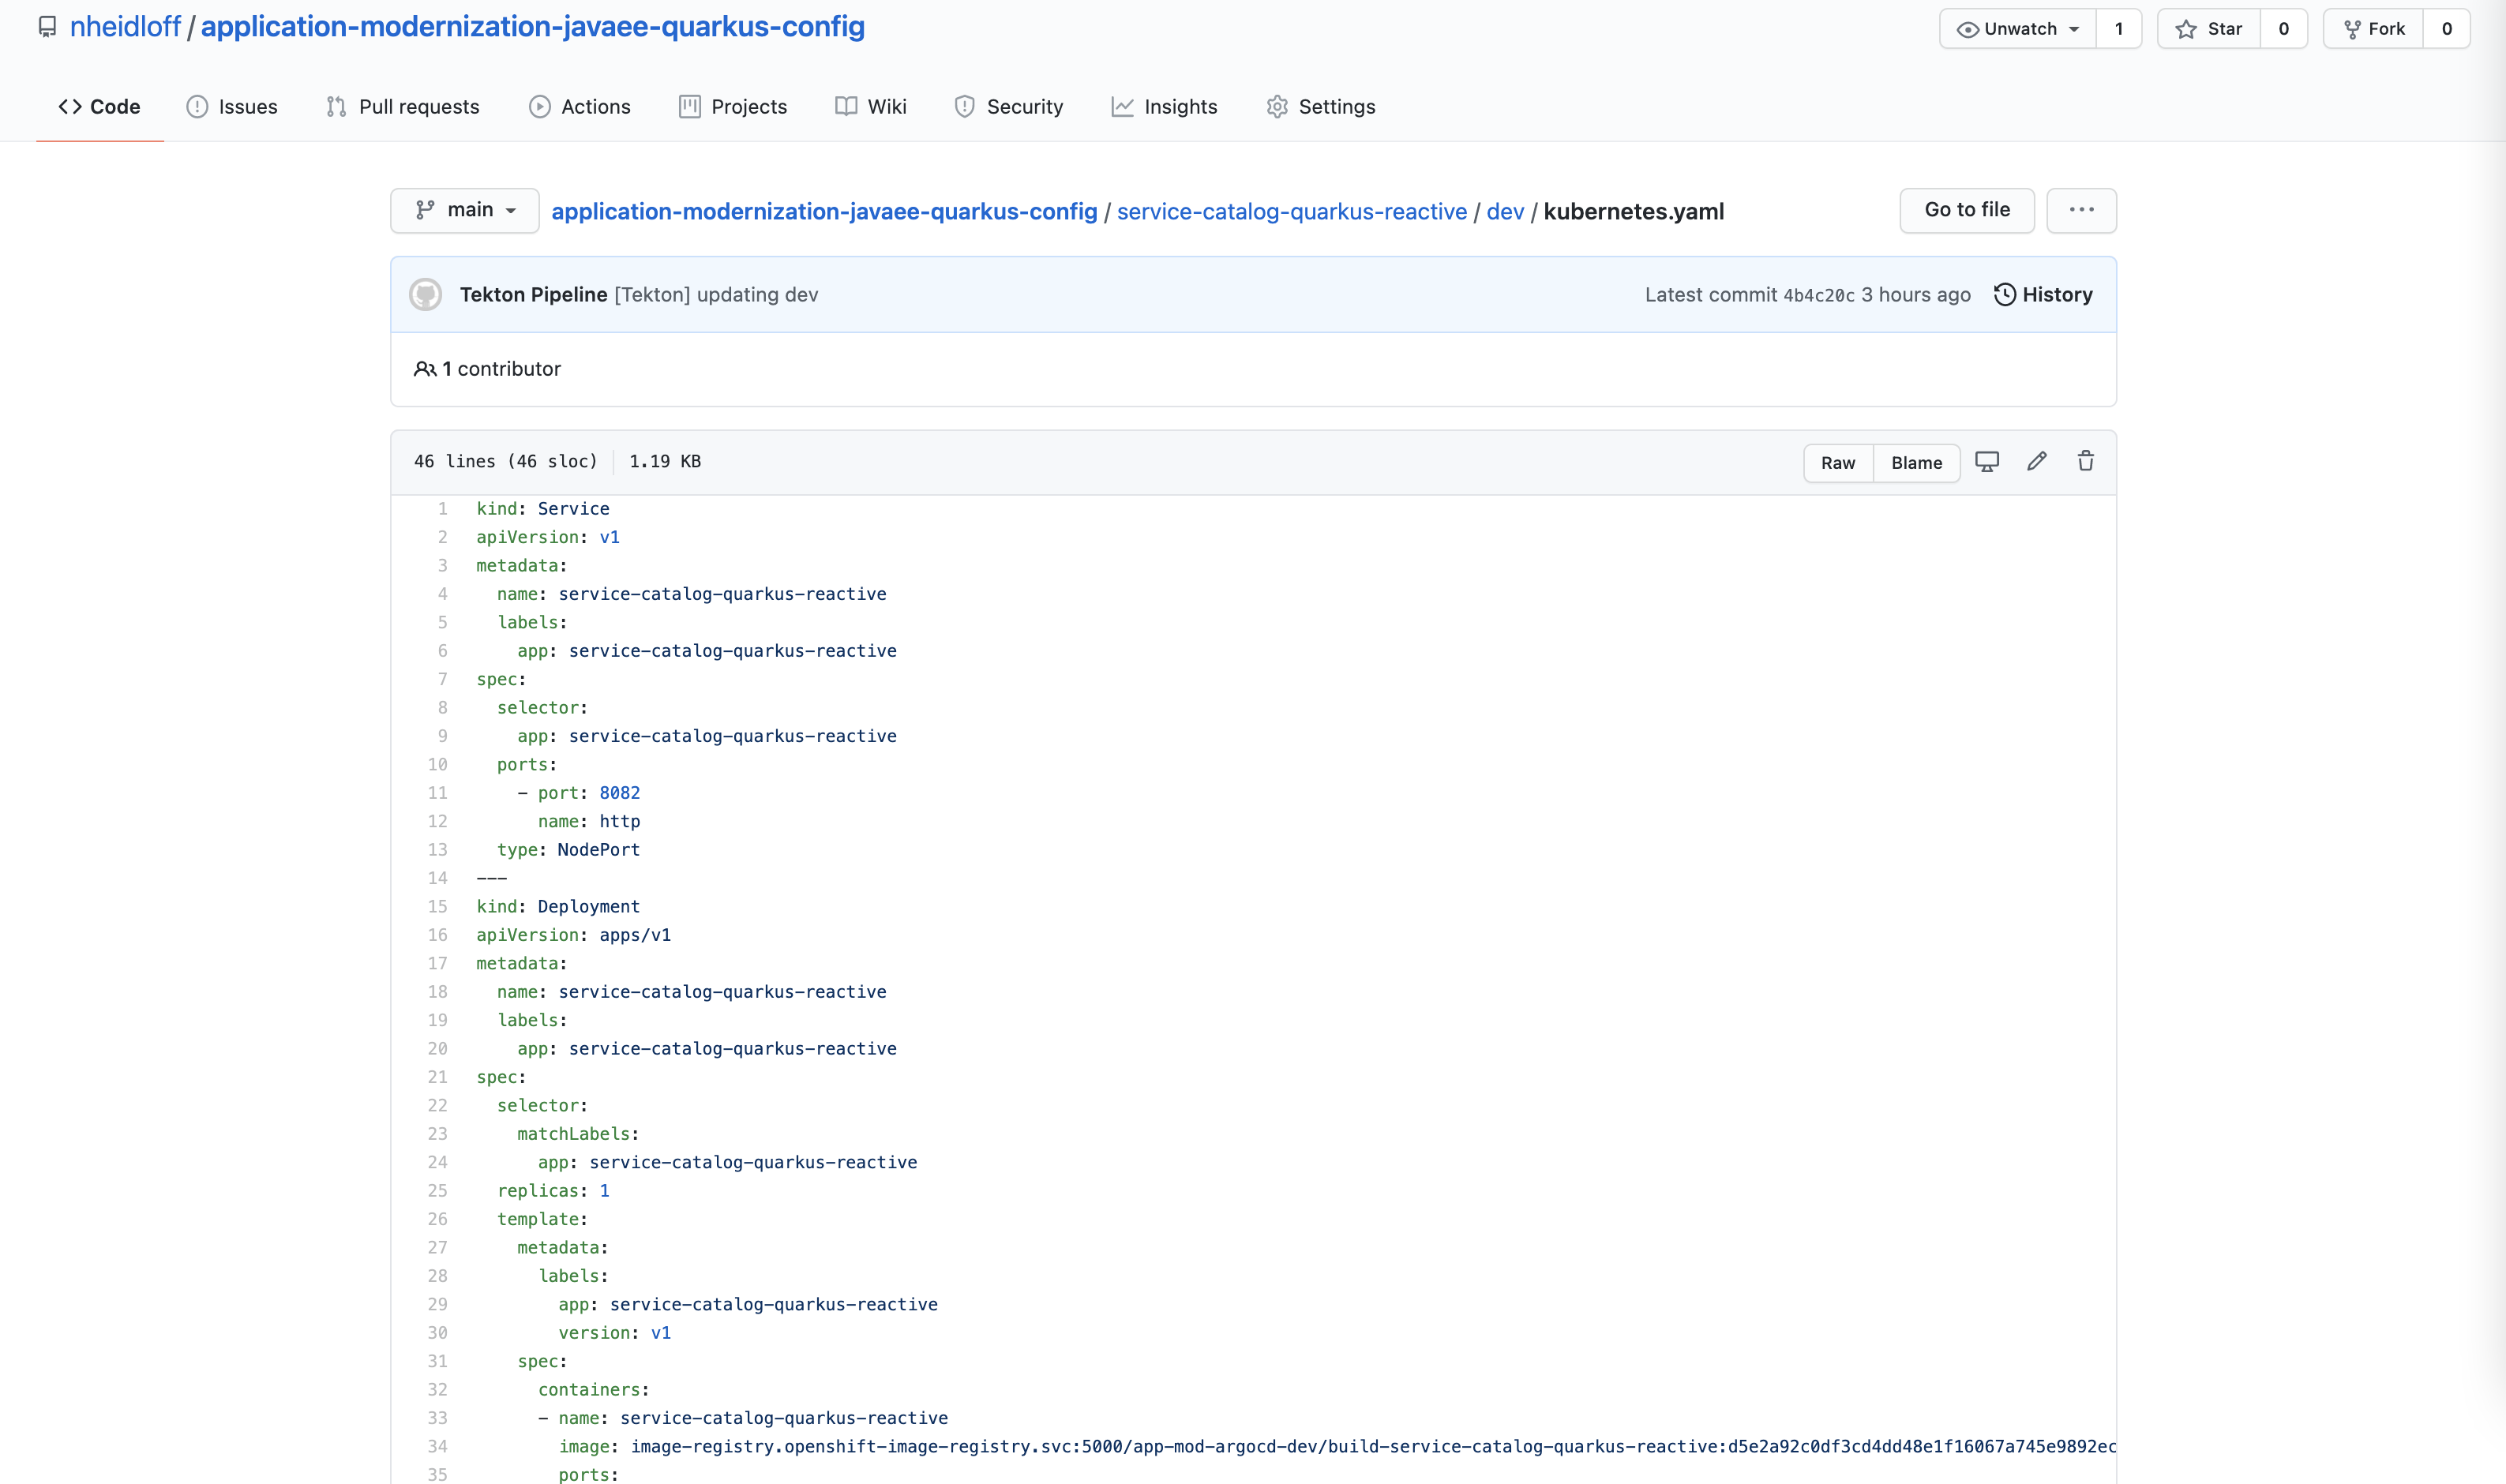 nheidloff / application-modernization-javaee-quarkus-config
Unwatch 1
Star 0
Fork 0
Code
Issues
Pull requests
Actions
Projects
Wiki
Security
Insights
Settings
main
application-modernization-javaee-quarkus-config / service-catalog-quarkus-reactive / dev / kubernetes.yaml
Go to file
...
Tekton Pipeline [Tekton] updating dev
Latest commit 4b4c20c 3 hours ago
History
1 contributor
46 lines (46 sloc) 1.19 KB
Raw
Blame
1 kind: Service
2 apiVersion: v1
3 metadata:
4   name: service-catalog-quarkus-reactive
5   labels:
6     app: service-catalog-quarkus-reactive
7 spec:
8   selector:
9     app: service-catalog-quarkus-reactive
10   ports:
11     - port: 8082
12       name: http
13   type: NodePort
14 ---
15 kind: Deployment
16 apiVersion: apps/v1
17 metadata:
18   name: service-catalog-quarkus-reactive
19   labels:
20     app: service-catalog-quarkus-reactive
21 spec:
22   selector:
23     matchLabels:
24       app: service-catalog-quarkus-reactive
25   replicas: 1
26   template:
27     metadata:
28       labels:
29         app: service-catalog-quarkus-reactive
30         version: v1
31     spec:
32       containers:
33       - name: service-catalog-quarkus-reactive
34         image: image-registry.openshift-image-registry.svc:5000/app-mod-argocd-dev/build-service-catalog-quarkus-reactive:d5e2a92c0df3cd4dd48e1f16067a745e9892ec
35         ports: